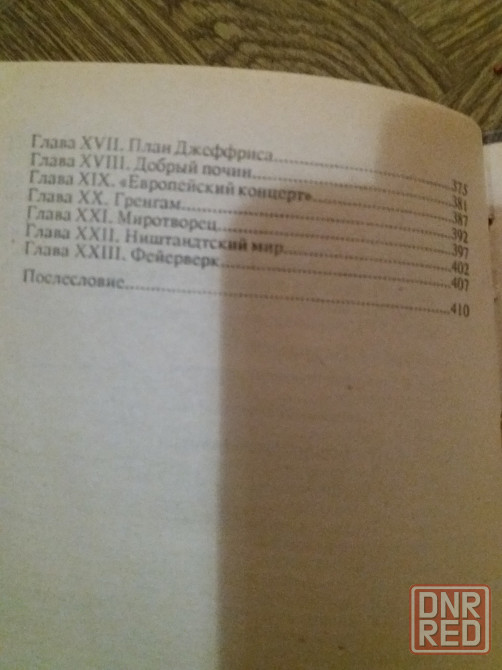 Глава XVII. План Джеффриса..........375
Глава XVIII. Добрый почин..........381
Глава XIX. «Европейский концерт»..........387
Глава XX. Гренгам..........392
Глава XXI. Миротворец..........397
Глава XXII. Ништандтский мир..........402
Глава XXIII. Фейерверк..........407
Послесловие..........410
DNR
RED